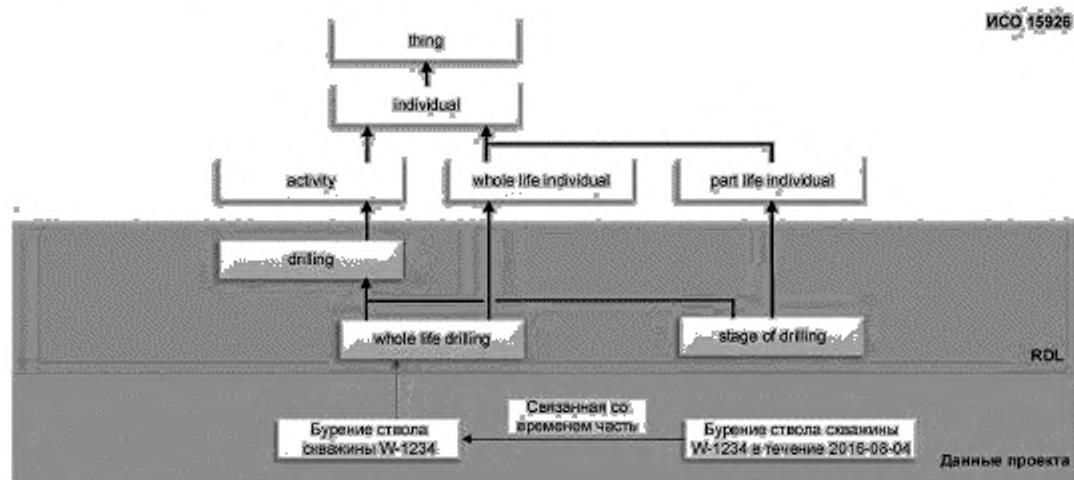 ИСО 15926
thing
individual
activity
whole life individual
part life individual
drilling
whole life drilling
stage of drilling
RDL
Связанная со
временем часть
Бурение ствола
скважины W-1234
Бурение ствола скважины
W-1234 в течение 2016-08-04
Данные проекта